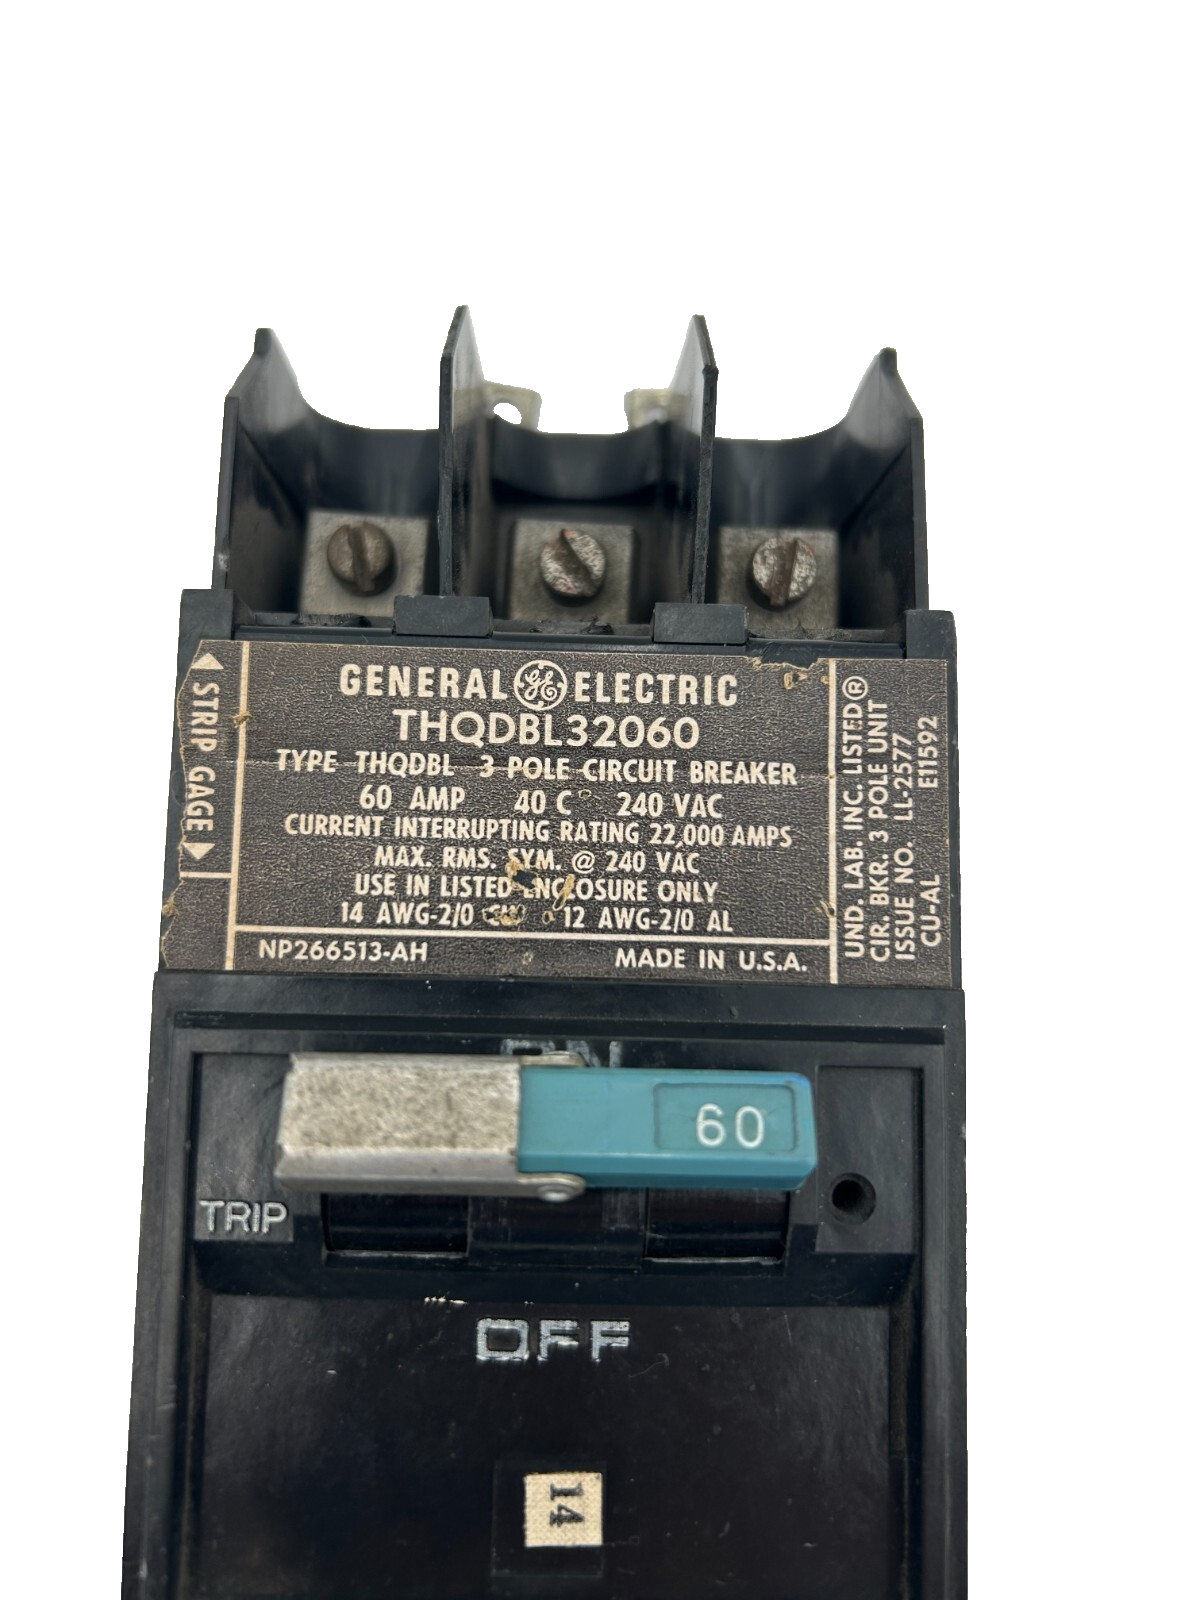 GENERAL GE ELECTRIC
THQDBL32060
TYPE THQDBL 3 POLE CIRCUIT BREAKER
60 AMP 40 C° 240 VAC
CURRENT INTERRUPTING RATING 22,000 AMPS
MAX. RMS. SYM. @ 240 VAC
USE IN LISTED ENCLOSURE ONLY
14 AWG-2/0 CU 12 AWG-2/0 AL
NP266513-AH MADE IN U.S.A.
STRIP GAGE
UND. LAB. INC. LISTED®
CIR. BKR. 3 POLE UNIT
ISSUE NO. LL-2577
CU-AL E11592
ON
60
TRIP
OFF
14